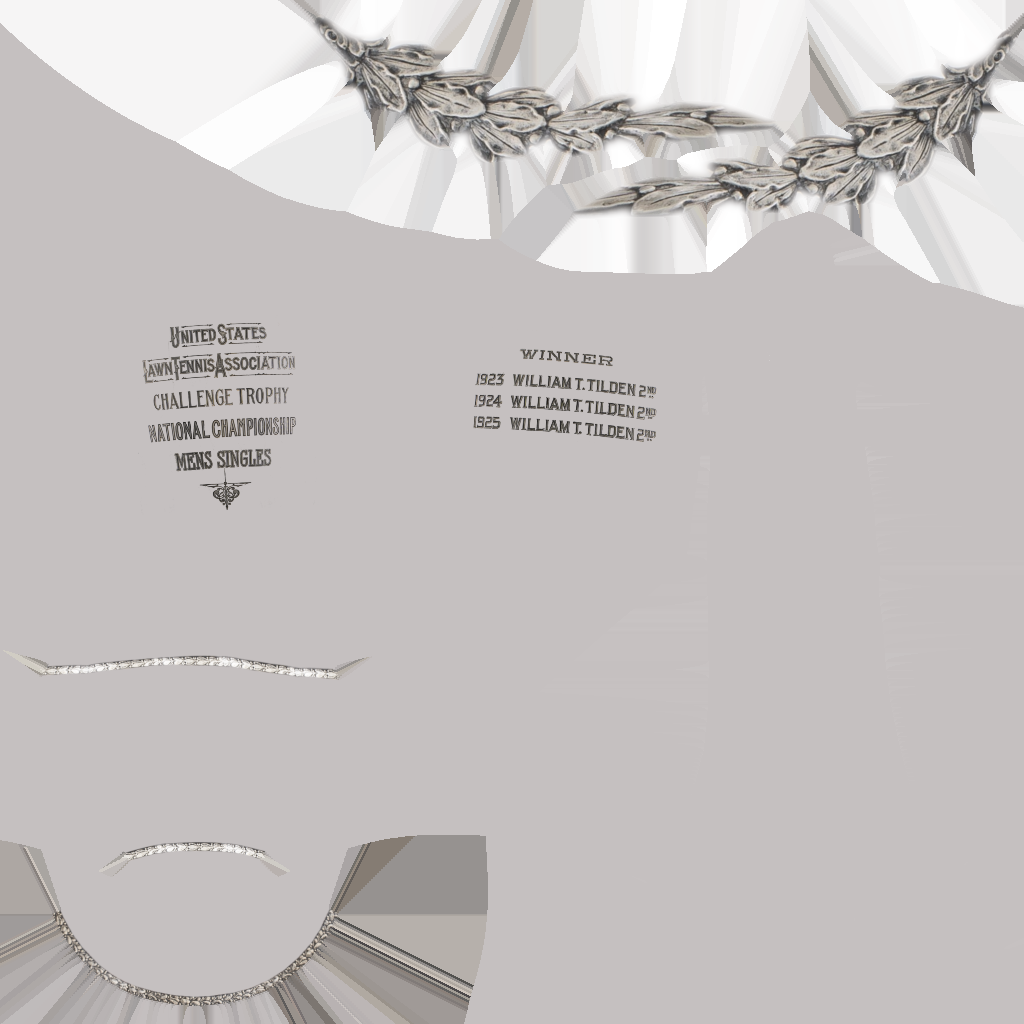 UNITED STATES
LAWN TENNIS ASSOCIATION
CHALLENGE TROPHY
NATIONAL CHAMPIONSHIP
MENS SINGLES
WINNER
1923 WILLIAM T. TILDEN 2ND
1924 WILLIAM T. TILDEN 2ND
1925 WILLIAM T. TILDEN 2ND